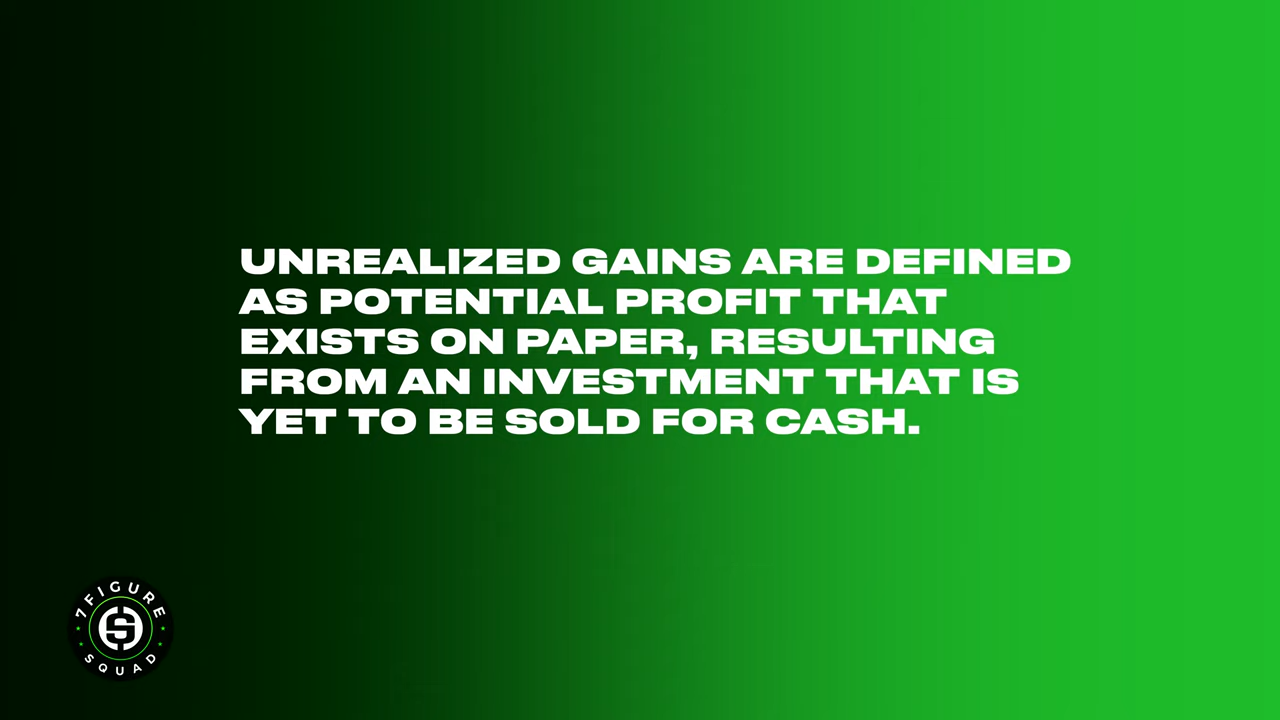 UNREALIZED GAINS ARE DEFINED
AS POTENTIAL PROFIT THAT
EXISTS ON PAPER, RESULTING
FROM AN INVESTMENT THAT IS
YET TO BE SOLD FOR CASH.
7FIGURE
SQUAD